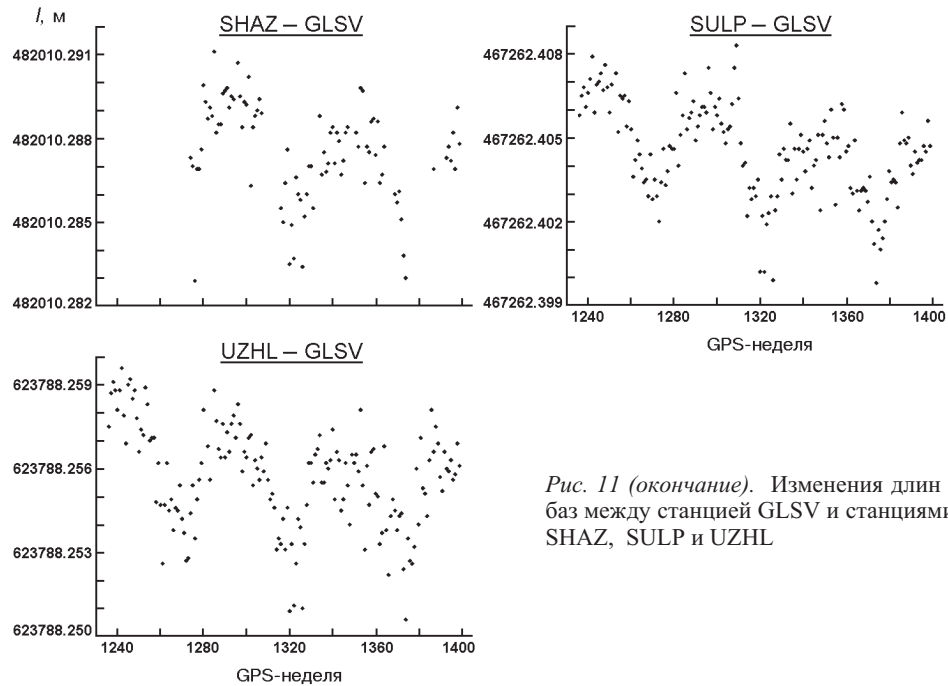 l, м
SHAZ – GLSV
482010.291
482010.288
482010.285
482010.282
SULP – GLSV
467262.408
467262.405
467262.402
467262.399
1240 1280 1320 1360 1400
GPS-неделя
UZHL – GLSV
623788.259
623788.256
623788.253
623788.250
1240 1280 1320 1360 1400
GPS-неделя
Рис. 11 (окончание). Изменения длин
баз между станцией GLSV и станциями
SHAZ, SULP и UZHL